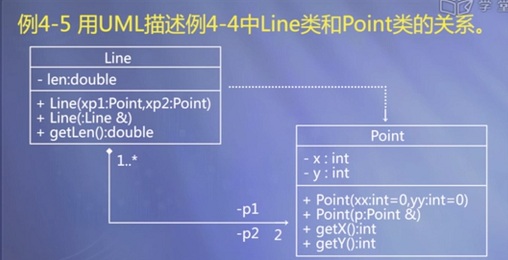 学堂
例4-5 用UML描述例4-4中Line类和Point类的关系。
Line
- len:double
+ Line(xp1:Point,xp2:Point)
+ Line(:Line &)
+ getLen():double
1..*
Point
- x : int
- y : int
+ Point(xx:int=0,yy:int=0)
+ Point(p:Point &)
+ getX():int
+ getY():int
-p1
-p2 2